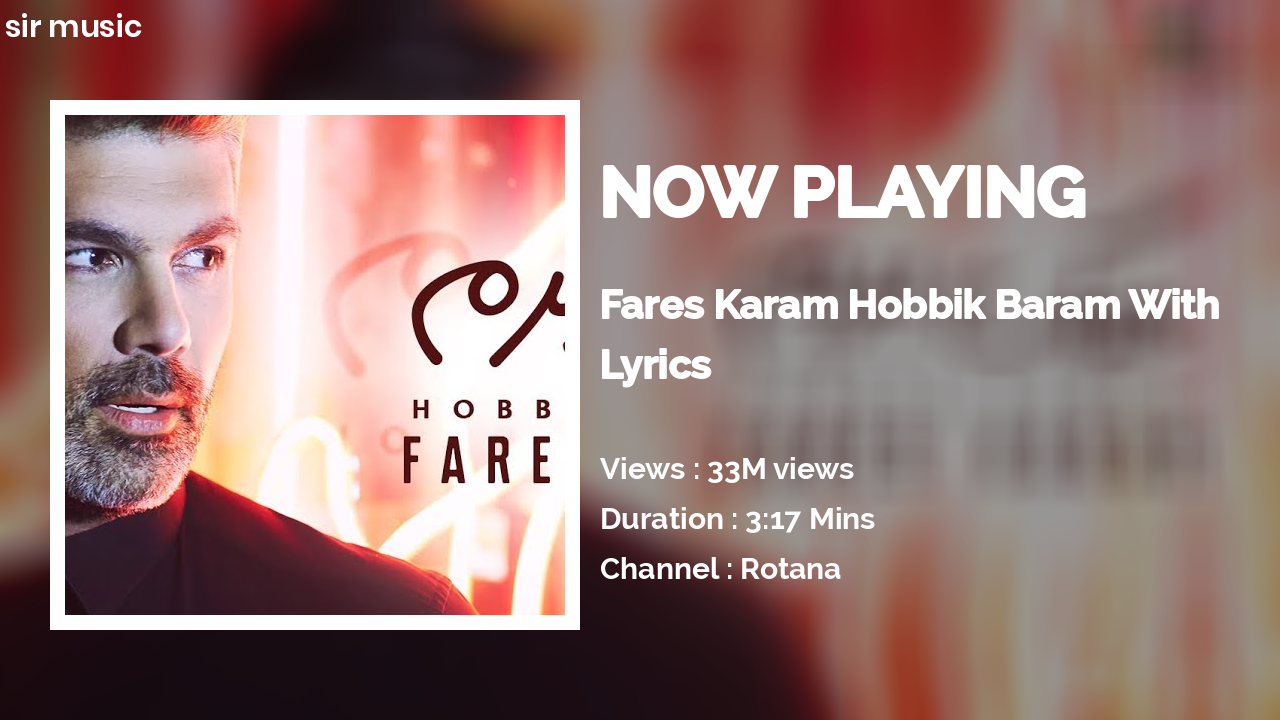 sir music
NOW PLAYING
Fares Karam Hobbik Baram With
Lyrics
Views : 33M views
Duration : 3:17 Mins
Channel : Rotana
HOBB
FARE